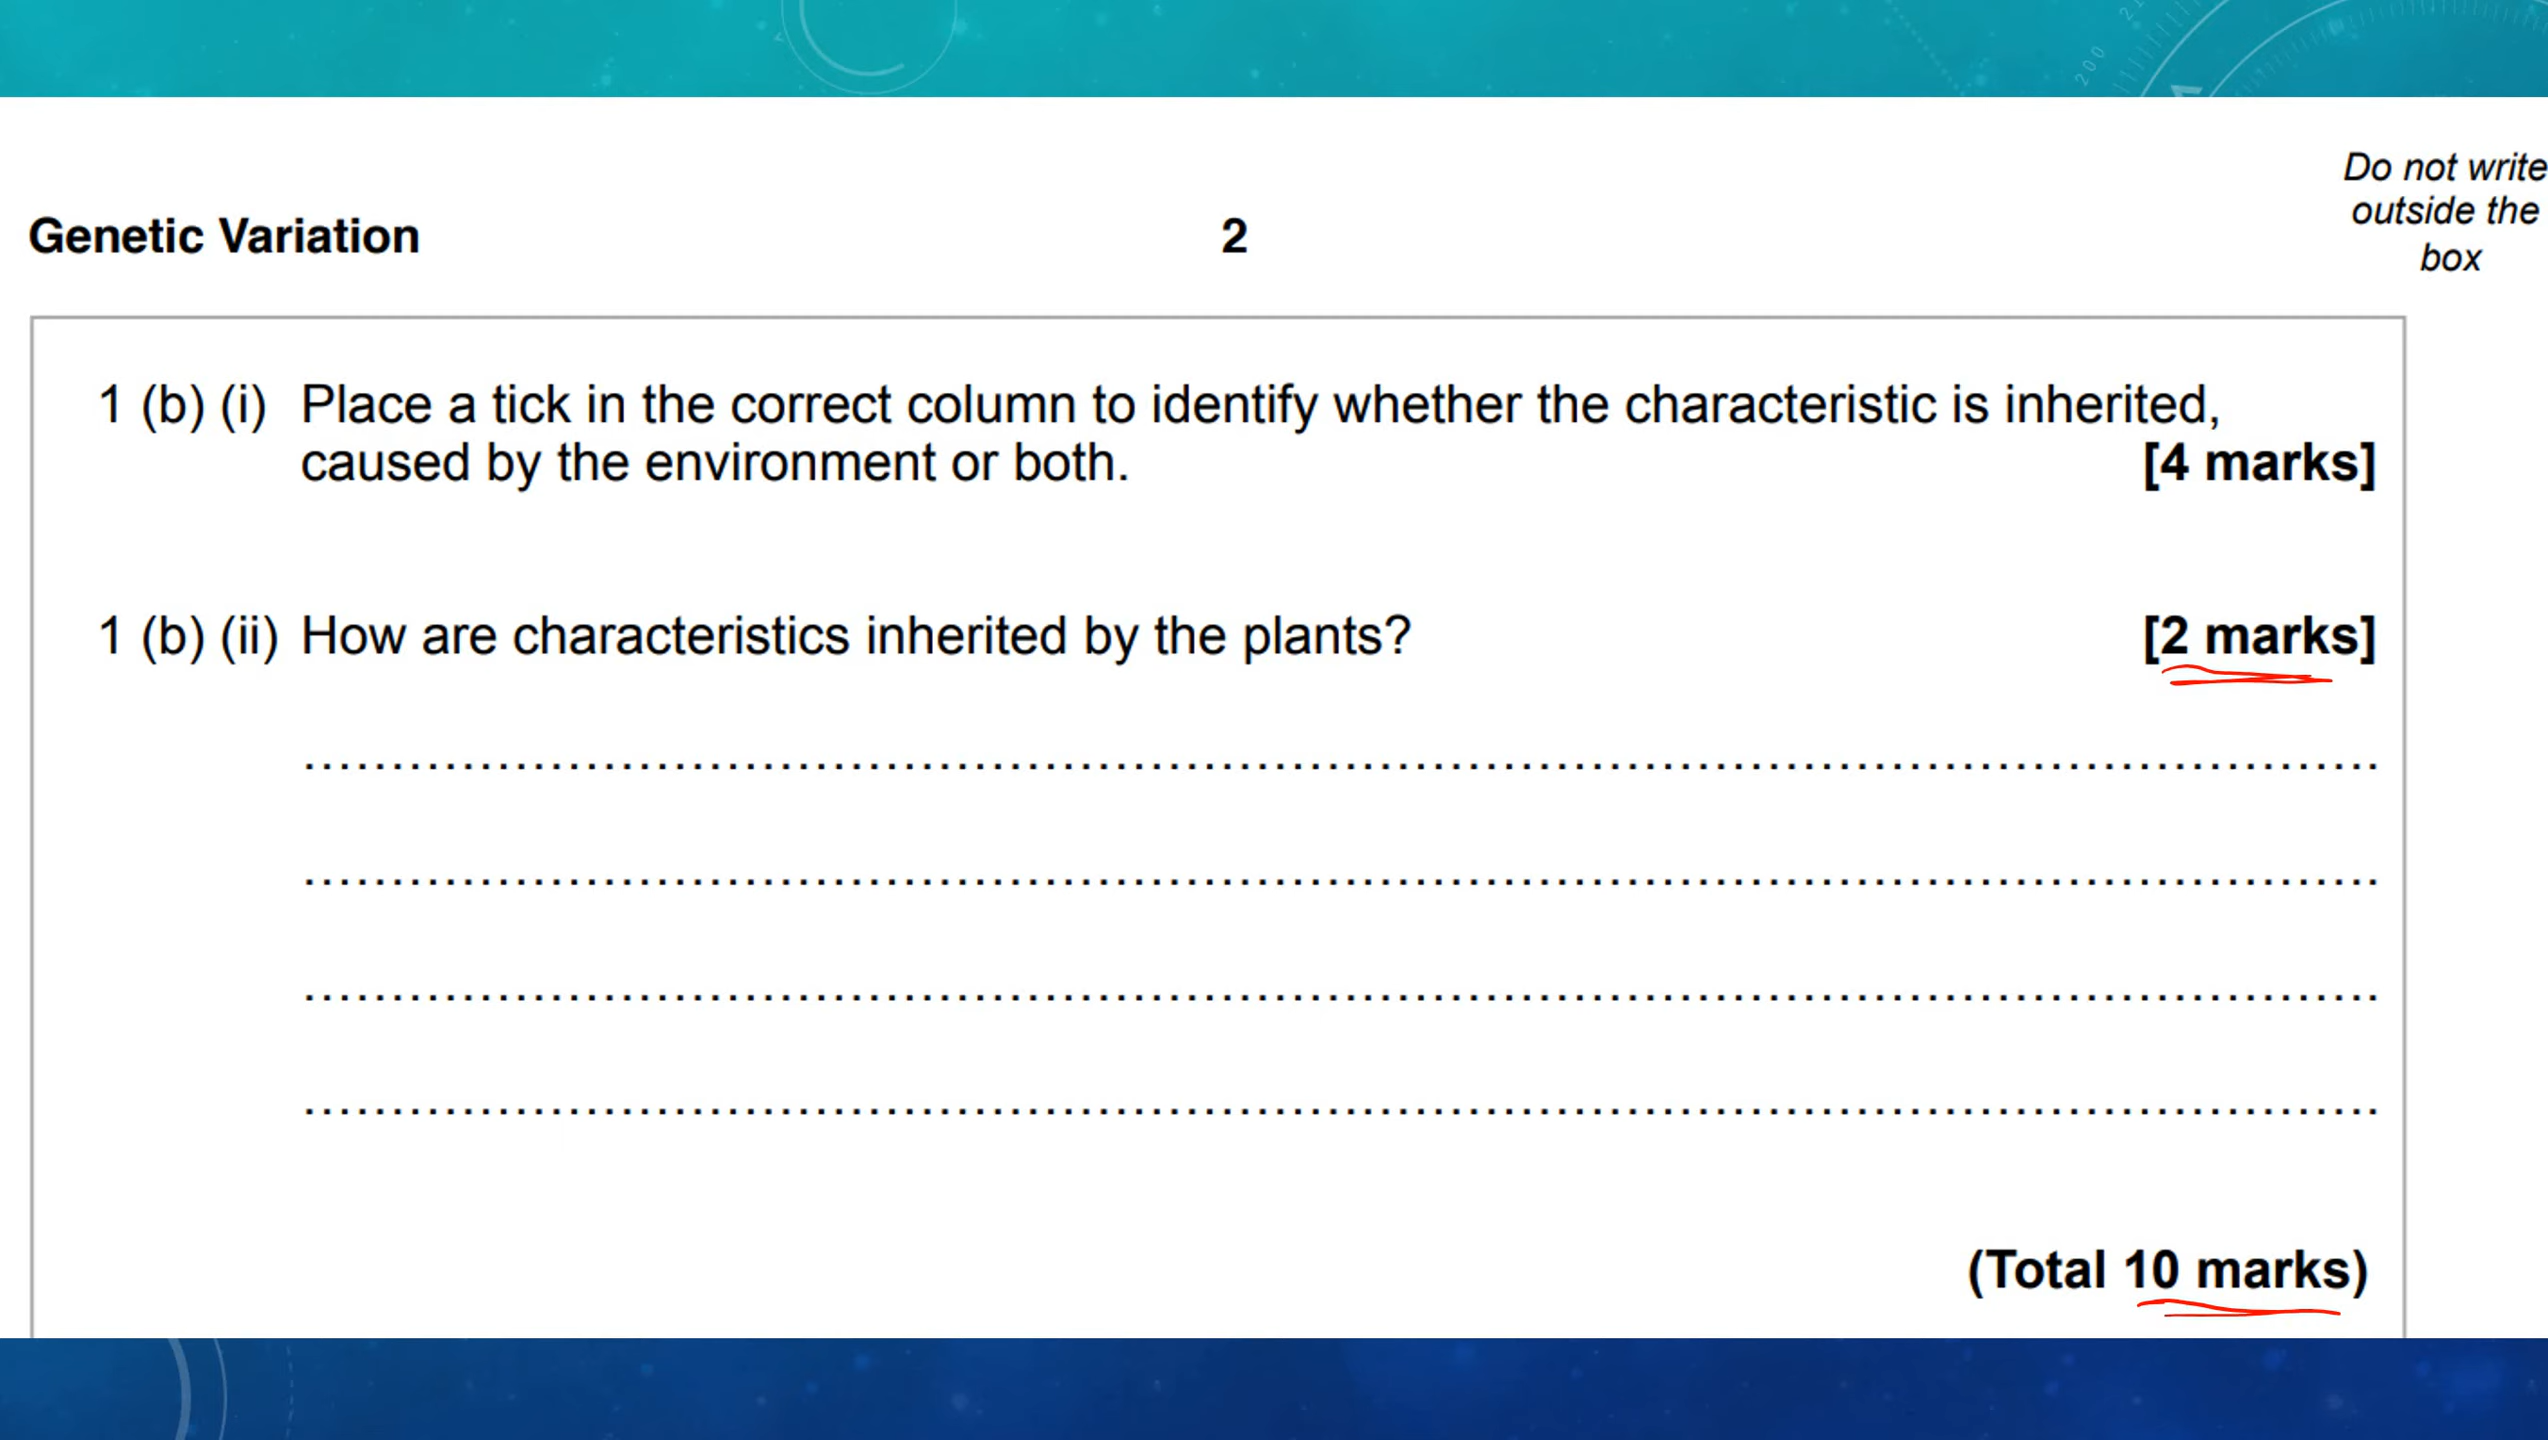 200
Do not write
outside the
box
Genetic Variation 2
1 (b) (i) Place a tick in the correct column to identify whether the characteristic is inherited,
caused by the environment or both. [4 marks]
1 (b) (ii) How are characteristics inherited by the plants? [2 marks]
(Total 10 marks)